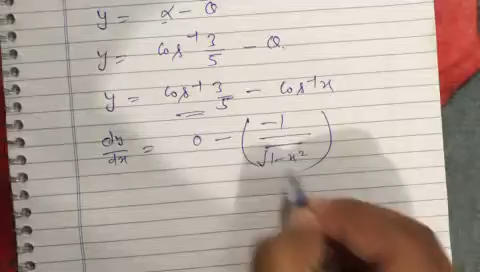 y = α - θ
y = cos⁻¹ 3/5 - θ
y = cos⁻¹ 3/5 - cos⁻¹x
dy/dx = 0 - (-1/√1-x²)